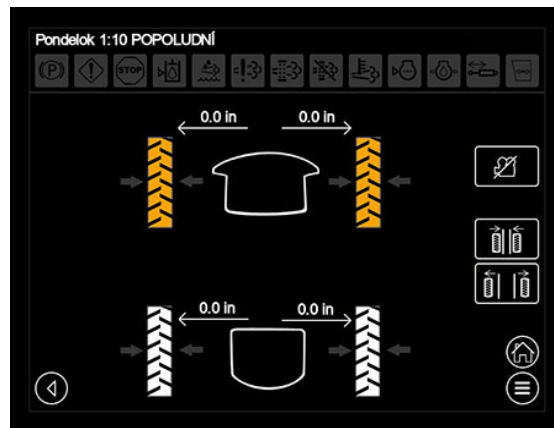 Pondelok 1:10 POPOLUDNÍ
(P)
STOP
0.0 in 0.0 in
0.0 in 0.0 in